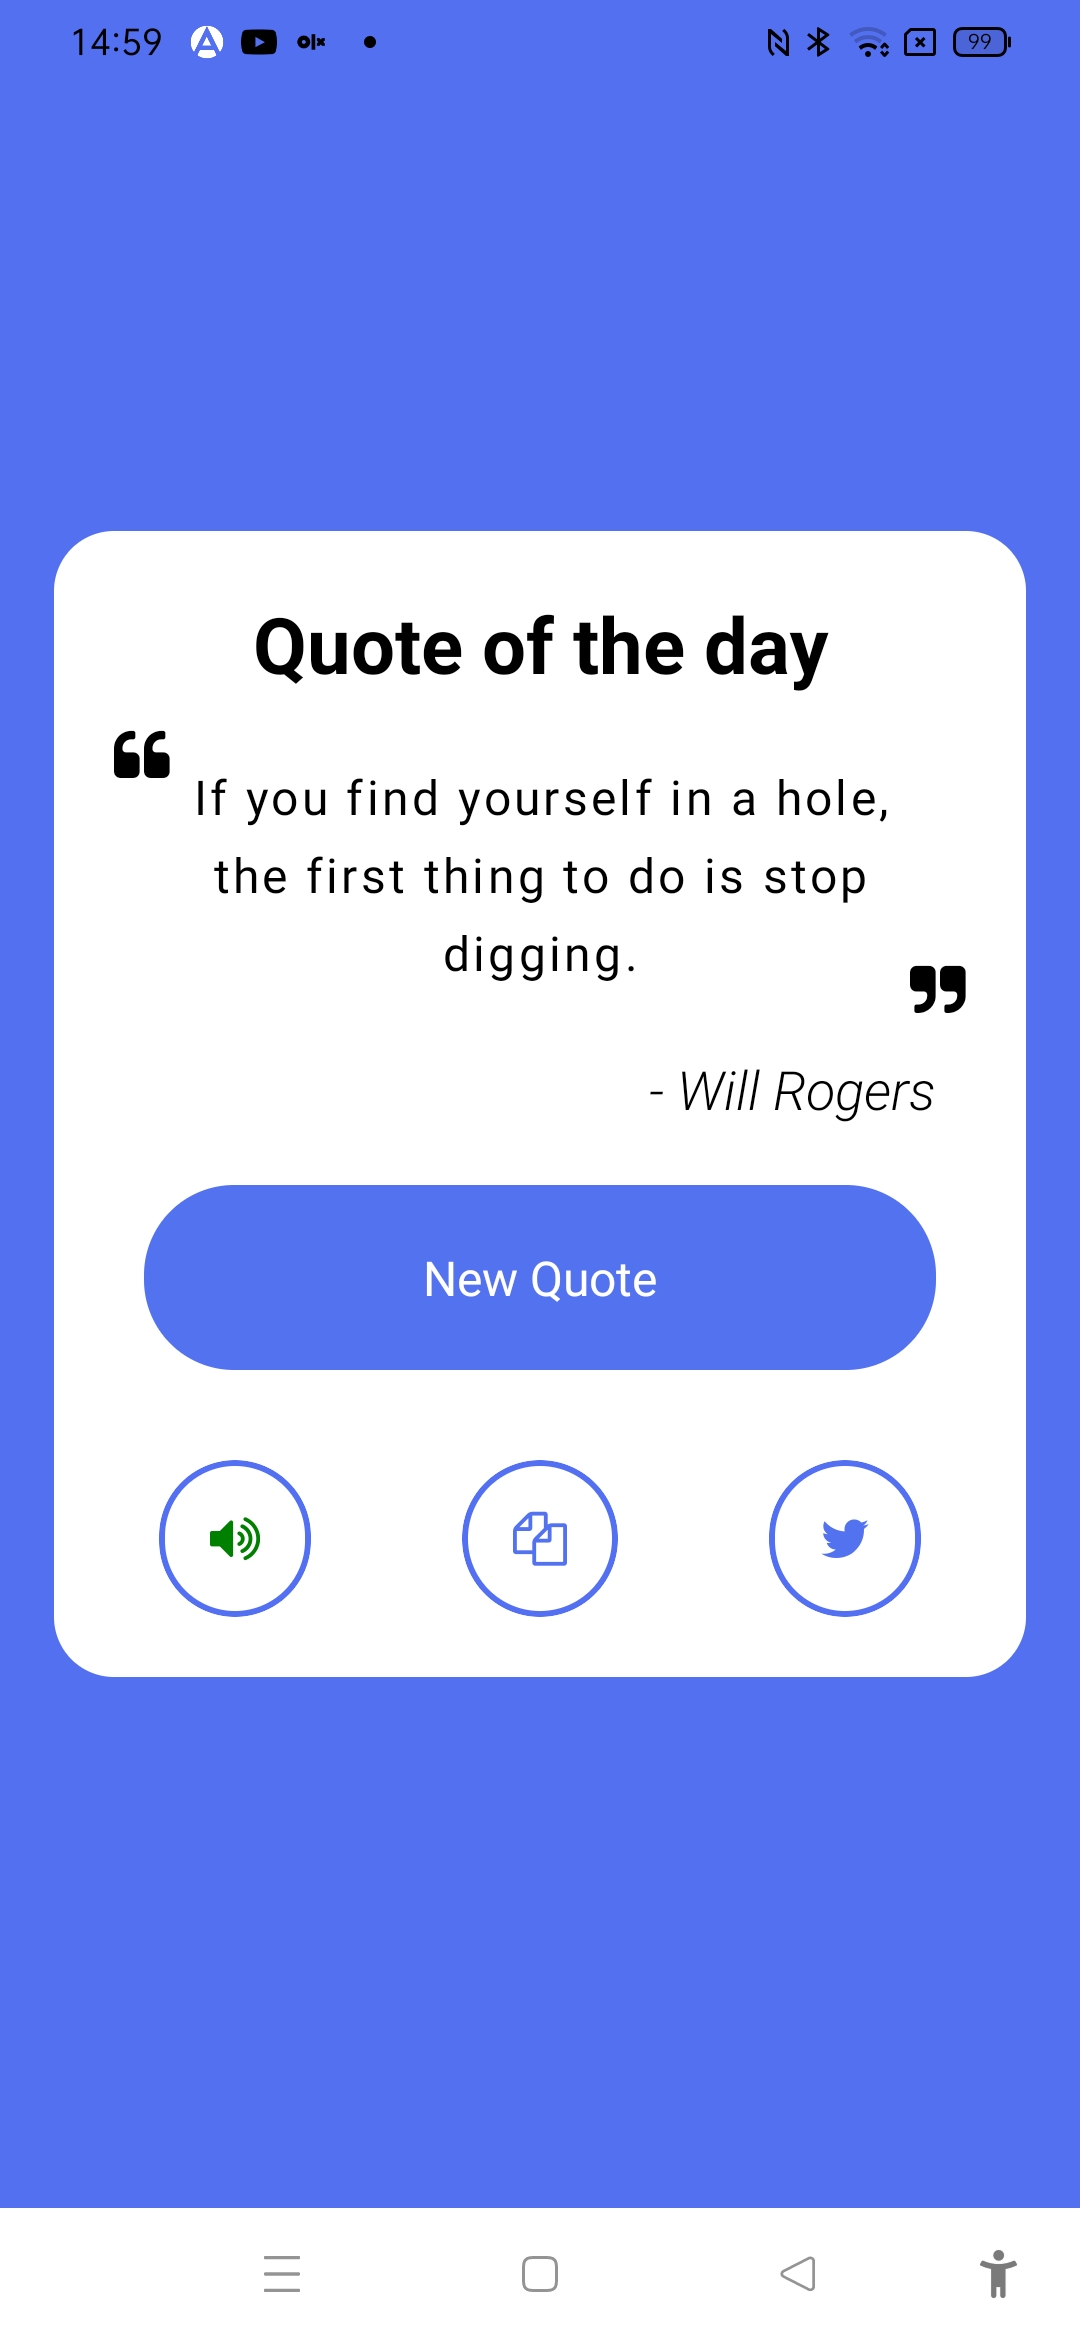 14:59 olx 99
Quote of the day
“ If you find yourself in a hole,
the first thing to do is stop
digging. ”
- Will Rogers
New Quote